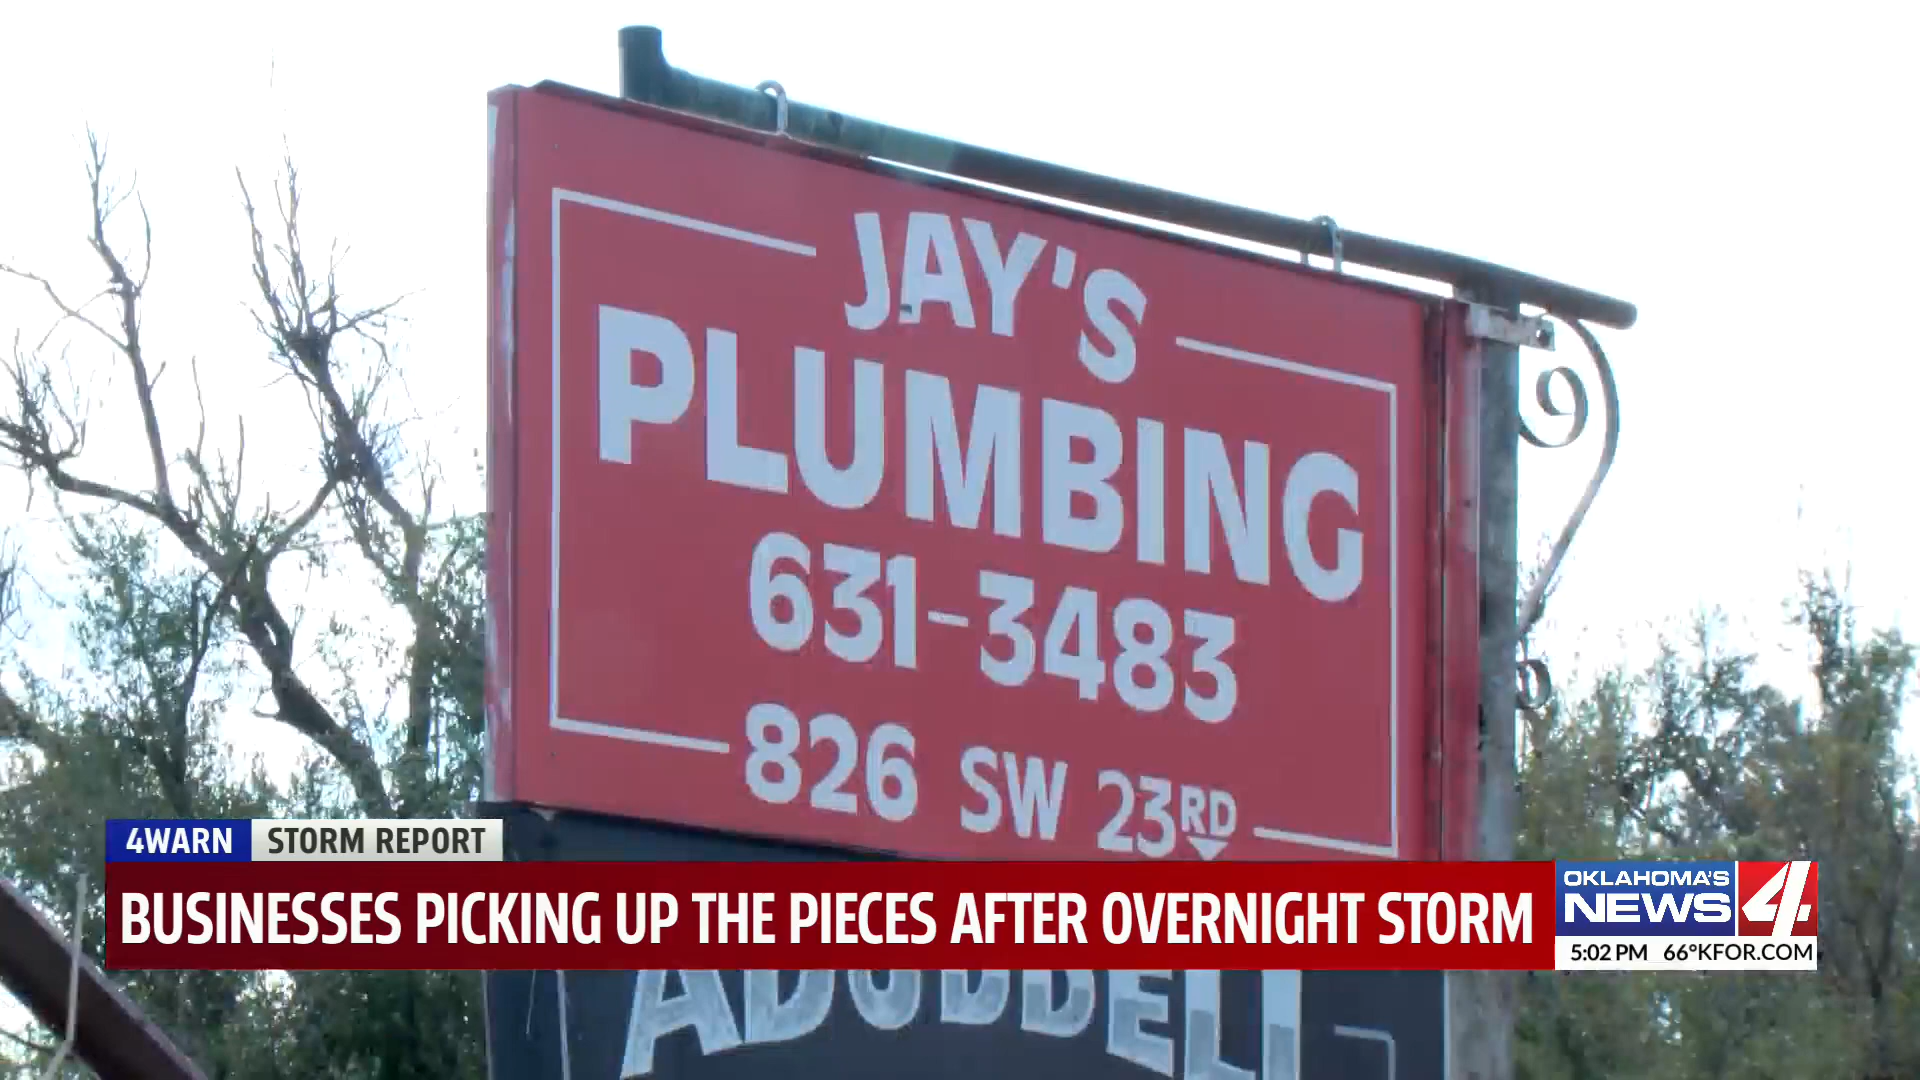 JAY'S
PLUMBING
631-3483
826 SW 23RD
4WARN STORM REPORT
BUSINESSES PICKING UP THE PIECES AFTER OVERNIGHT STORM
OKLAHOMA'S
NEWS 4
5:02 PM 66° KFOR.COM
ADUDDELL